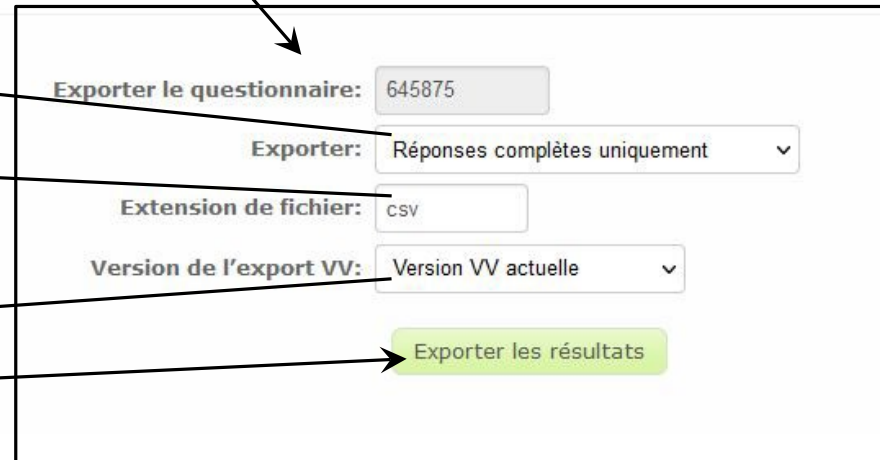 Exporter le questionnaire: 645875
Exporter: Réponses complètes uniquement
Extension de fichier: csv
Version de l’export VV: Version VV actuelle
Exporter les résultats